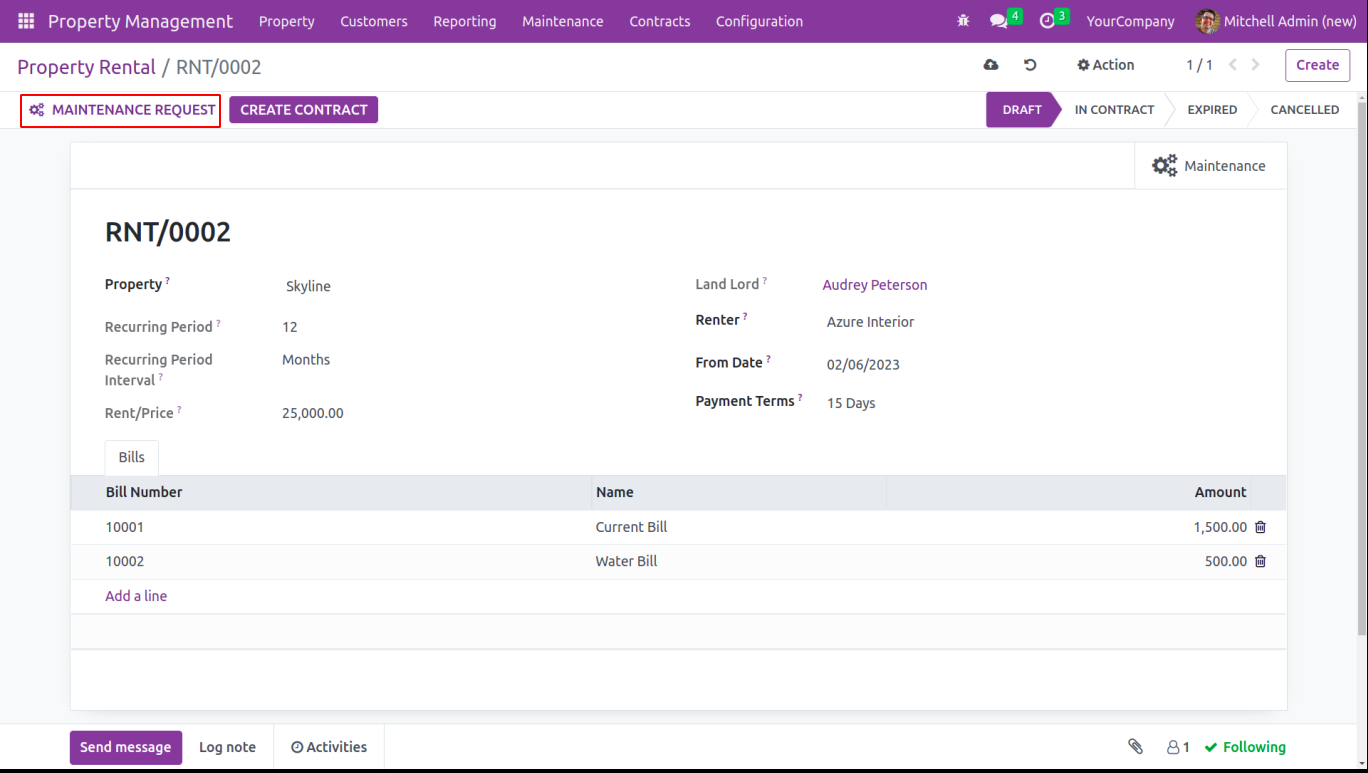 Property Management Property Customers Reporting Maintenance Contracts Configuration 4 3 YourCompany Mitchell Admin (new)
Property Rental / RNT/0002 Action 1 / 1 Create
MAINTENANCE REQUEST CREATE CONTRACT DRAFT IN CONTRACT EXPIRED CANCELLED
Maintenance
RNT/0002
Property ? Skyline
Land Lord ? Audrey Peterson
Recurring Period ? 12
Renter ? Azure Interior
Recurring Period
Interval ? Months
From Date ? 02/06/2023
Rent/Price ? 25,000.00
Payment Terms ? 15 Days
Bills
Bill Number Name Amount
10001 Current Bill 1,500.00
10002 Water Bill 500.00
Add a line
Send message Log note Activities 1 Following